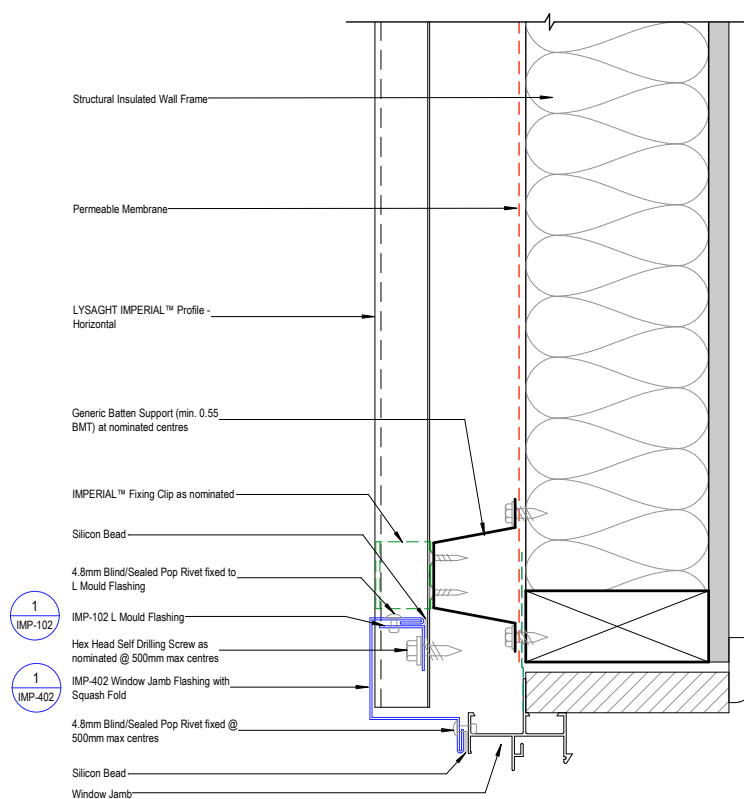 Structural Insulated Wall Frame
Permeable Membrane
LYSAGHT IMPERIAL™ Profile -
Horizontal
Generic Batten Support (min. 0.55
BMT) at nominated centres
IMPERIAL™ Fixing Clip as nominated
Silicon Bead
4.8mm Blind/Sealed Pop Rivet fixed to
L Mould Flashing
1
IMP-102
IMP-102 L Mould Flashing
Hex Head Self Drilling Screw as
nominated @ 500mm max centres
1
IMP-402
IMP-402 Window Jamb Flashing with
Squash Fold
4.8mm Blind/Sealed Pop Rivet fixed @
500mm max centres
Silicon Bead
Window Jamb